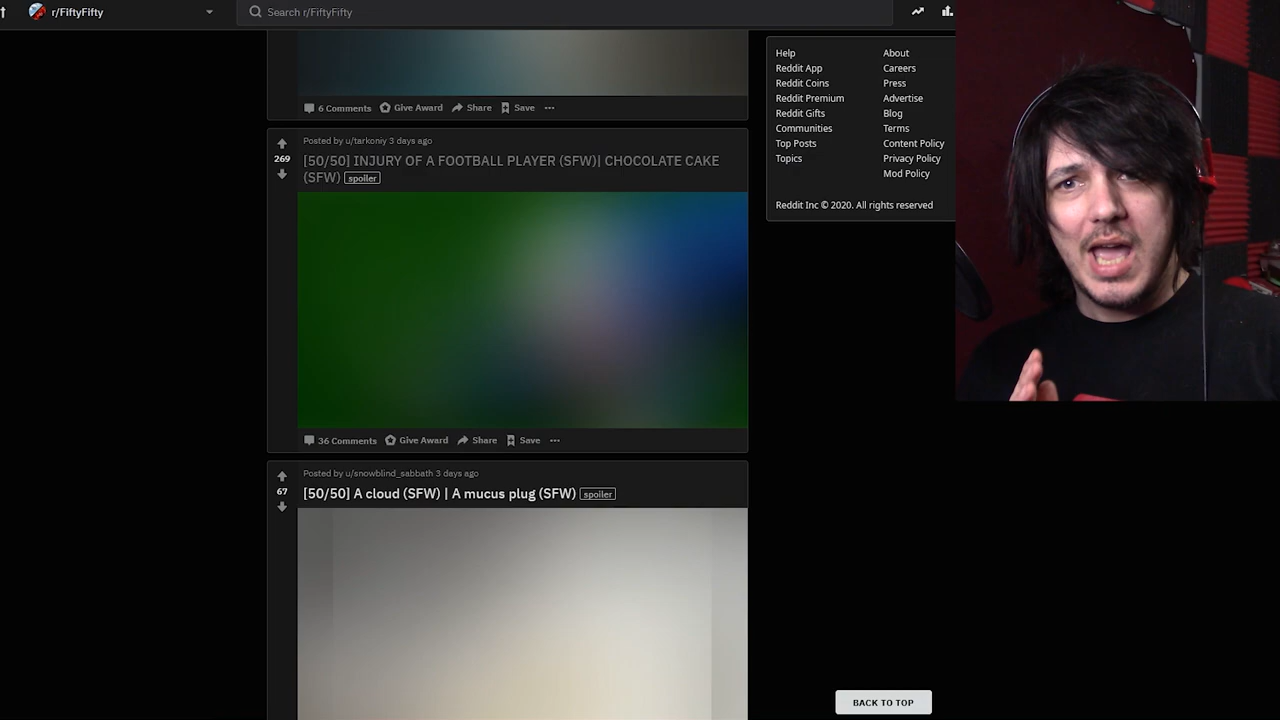 r/FiftyFifty
Search r/FiftyFifty
6 Comments Give Award Share Save
Posted by u/tarkoniy 3 days ago
269
[50/50] INJURY OF A FOOTBALL PLAYER (SFW)| CHOCOLATE CAKE
(SFW) spoiler
36 Comments Give Award Share Save
Posted by u/snowblind_sabbath 3 days ago
67
[50/50] A cloud (SFW) | A mucus plug (SFW) spoiler
Help About
Reddit App Careers
Reddit Coins Press
Reddit Premium Advertise
Reddit Gifts Blog
Communities Terms
Top Posts Content Policy
Topics Privacy Policy
Mod Policy
Reddit Inc © 2020. All rights reserved
BACK TO TOP